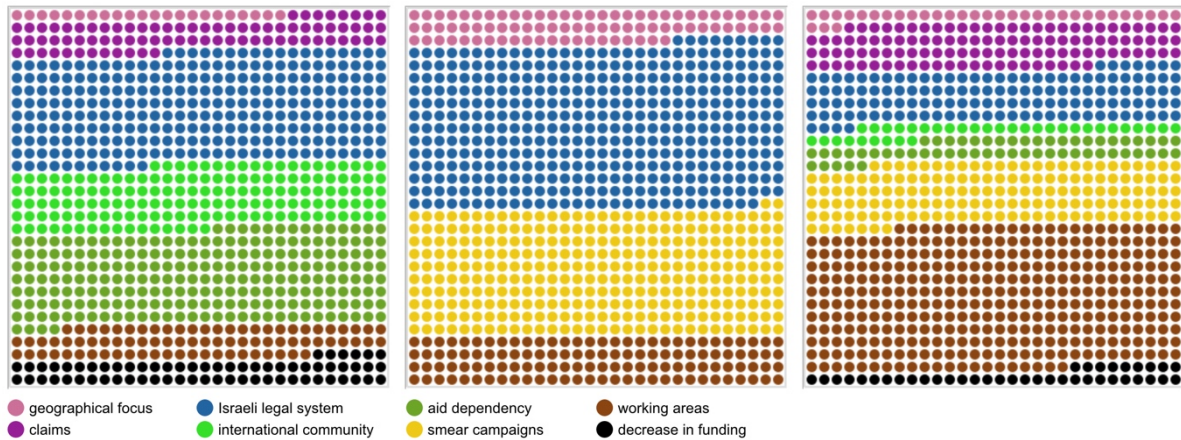 geographical focus Israeli legal system aid dependency working areas
claims international community smear campaigns decrease in funding